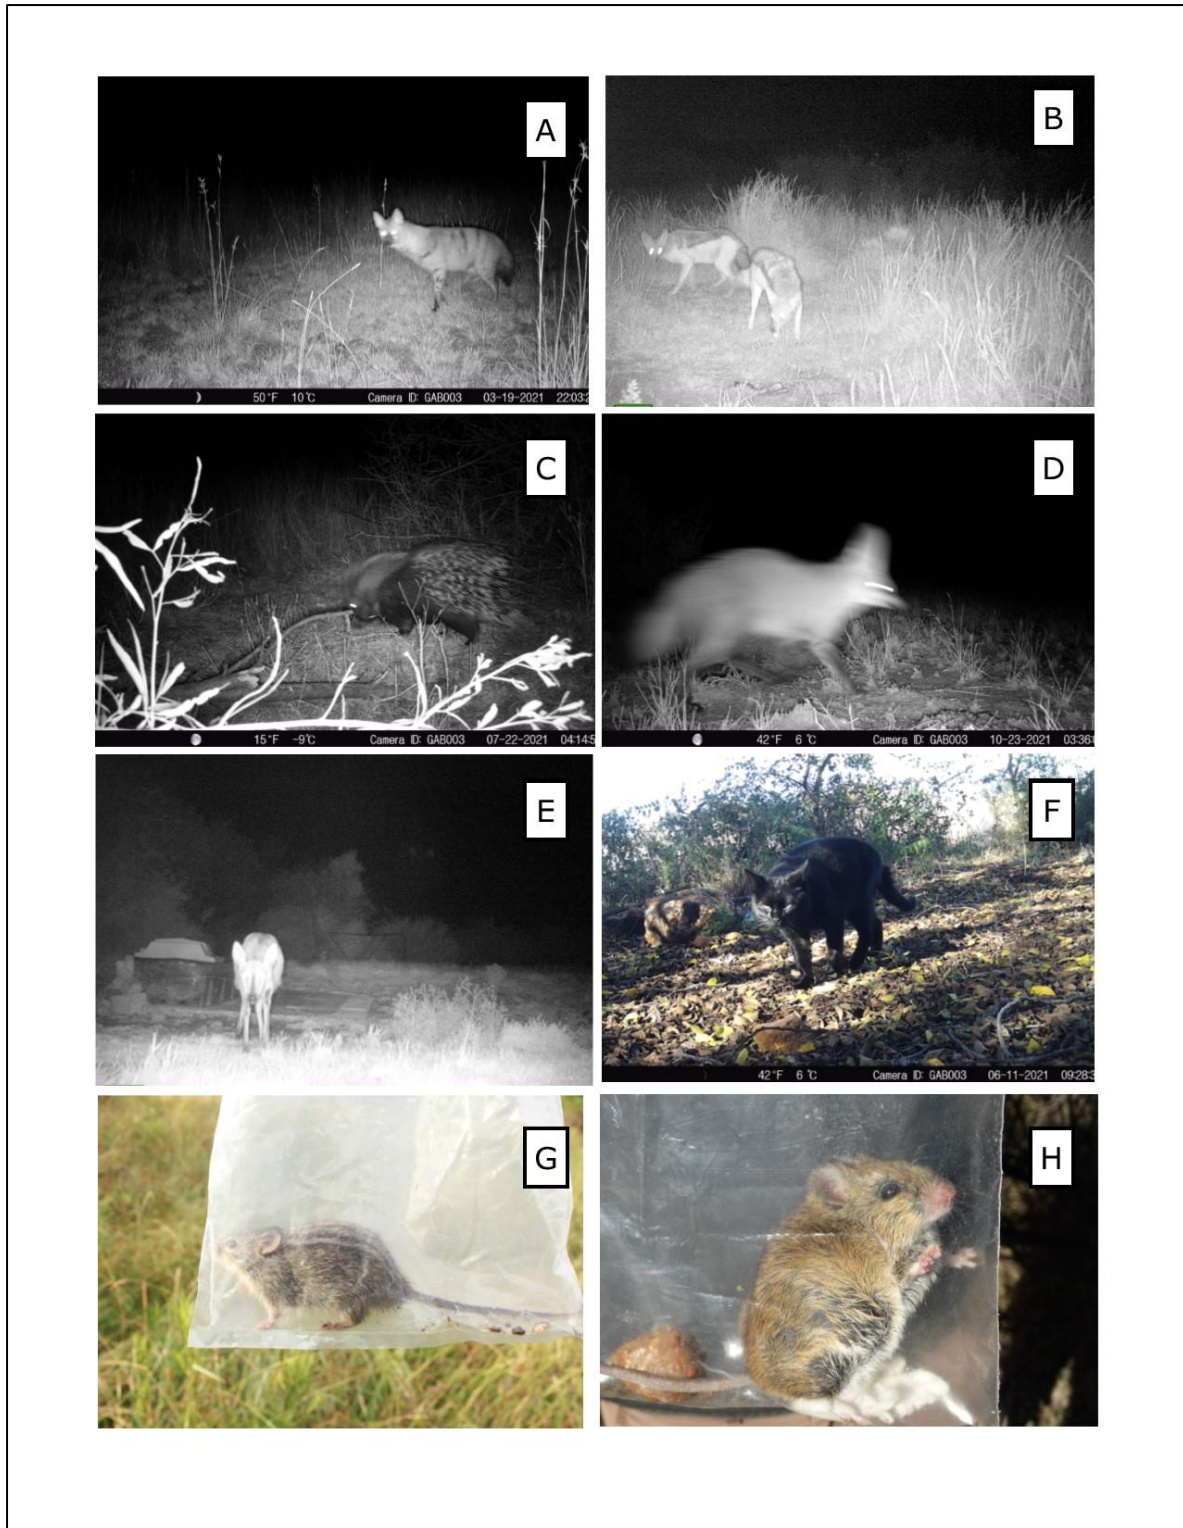 A
B
50°F 10°C Camera ID: GAB003 03-19-2021 22:03:2
C
D
15°F -9°C Camera ID: GAB003 07-22-2021 04:14:5
42°F 6°C Camera ID: GAB003 10-23-2021 03:36:
E
F
42°F 6°C Camera ID: GAB003 06-11-2021 09:28:3
G
H